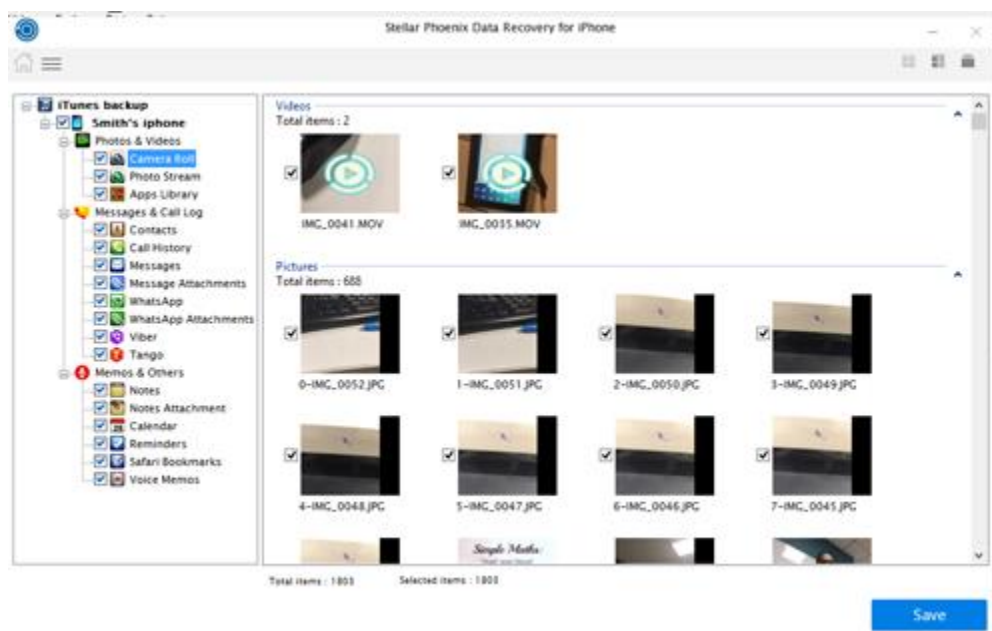 Stellar Phoenix Data Recovery for iPhone
iTunes backup
Smith's iphone
Photos & Videos
Camera Roll
Photo Stream
Apps Library
Messages & Call Log
Contacts
Call History
Messages
Message Attachments
WhatsApp
WhatsApp Attachments
Viber
Tango
Memos & Others
Notes
Notes Attachment
Calendar
Reminders
Safari Bookmarks
Voice Memos
Videos
Total items : 2
IMG_0041.MOV
IMG_0035.MOV
Pictures
Total items : 688
0-IMG_0052.JPG
1-IMG_0051.JPG
2-IMG_0050.JPG
3-IMG_0049.JPG
4-IMG_0048.JPG
5-IMG_0047.JPG
6-IMG_0046.JPG
7-IMG_0045.JPG
Simple Maths:
Total items : 1803
Selected items : 1803
Save